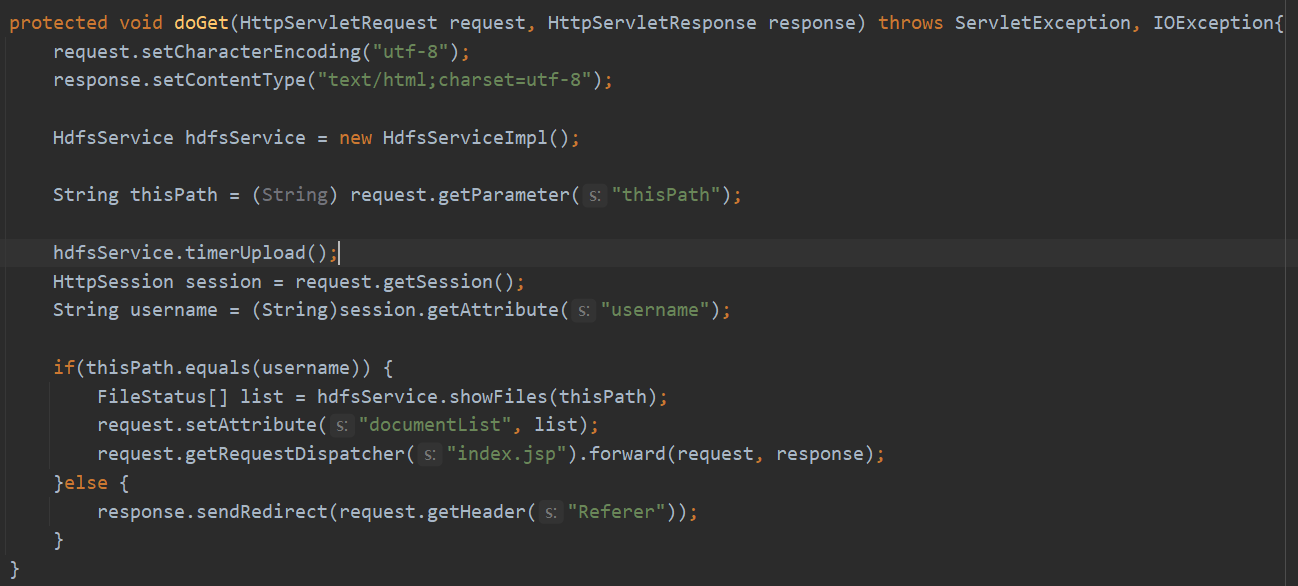 protected void doGet(HttpServletRequest request, HttpServletResponse response) throws ServletException, IOException{
    request.setCharacterEncoding("utf-8");
    response.setContentType("text/html;charset=utf-8");

    HdfsService hdfsService = new HdfsServiceImpl();

    String thisPath = (String) request.getParameter( s: "thisPath");

    hdfsService.timerUpload();
    HttpSession session = request.getSession();
    String username = (String)session.getAttribute( s: "username");

    if(thisPath.equals(username)) {
        FileStatus[] list = hdfsService.showFiles(thisPath);
        request.setAttribute( s: "documentList", list);
        request.getRequestDispatcher( s: "index.jsp").forward(request, response);
    }else {
        response.sendRedirect(request.getHeader( s: "Referer"));
    }
}